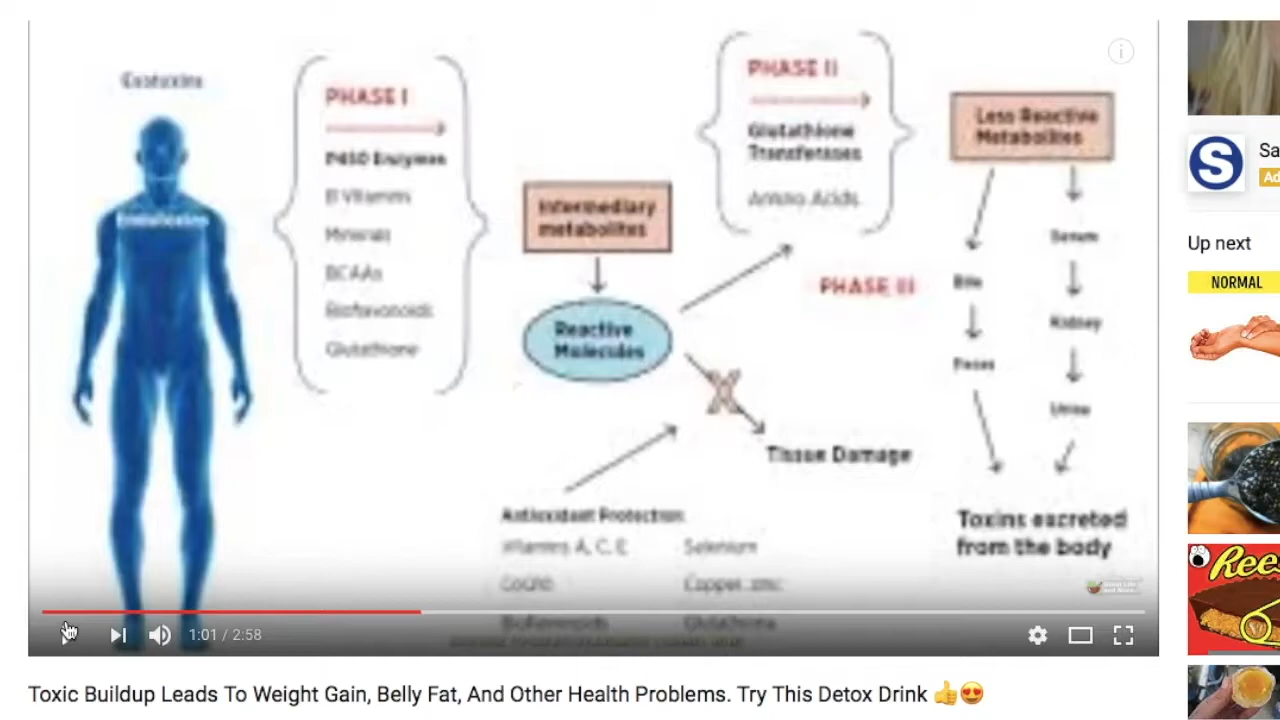 Exotoxins
Endotoxins
PHASE I
P450 Enzymes
B Vitamins
Minerals
BCAAs
Bioflavonoids
Glutathione
Intermediary
metabolites
Reactive
Molecules
PHASE II
Glutathione
Transferases
Amino Acids
PHASE III
Less Reactive
Metabolites
Bile
Feces
Serum
Kidney
Urine
Toxins excreted
from the body
Tissue Damage
Antioxidant Protection
Vitamins A, C, E
Selenium
CoQ10
Copper, zinc
Bioflavonoids
Glutathione
1:01 / 2:58
Toxic Buildup Leads To Weight Gain, Belly Fat, And Other Health Problems. Try This Detox Drink 👍😍
S
Sa
Ad
Up next
NORMAL
Ree